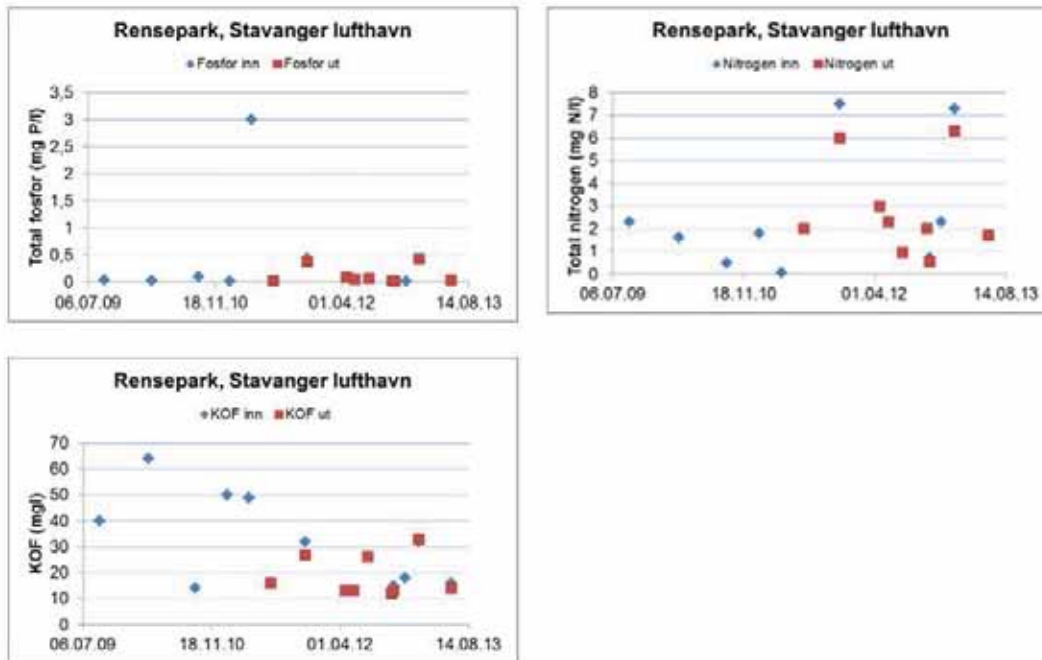 Rensepark, Stavanger lufthavn
Fosfor inn Fosfor ut
Total fosfor (mg P/l)
3,5
3
2,5
2
1,5
1
0,5
0
06.07.09 18.11.10 01.04.12 14.08.13
Rensepark, Stavanger lufthavn
Nitrogen inn Nitrogen ut
Total nitrogen (mg N/l)
8
7
6
5
4
3
2
1
0
06.07.09 18.11.10 01.04.12 14.08.13
Rensepark, Stavanger lufthavn
KOF inn KOF ut
KOF (mgl)
70
60
50
40
30
20
10
0
06.07.09 18.11.10 01.04.12 14.08.13